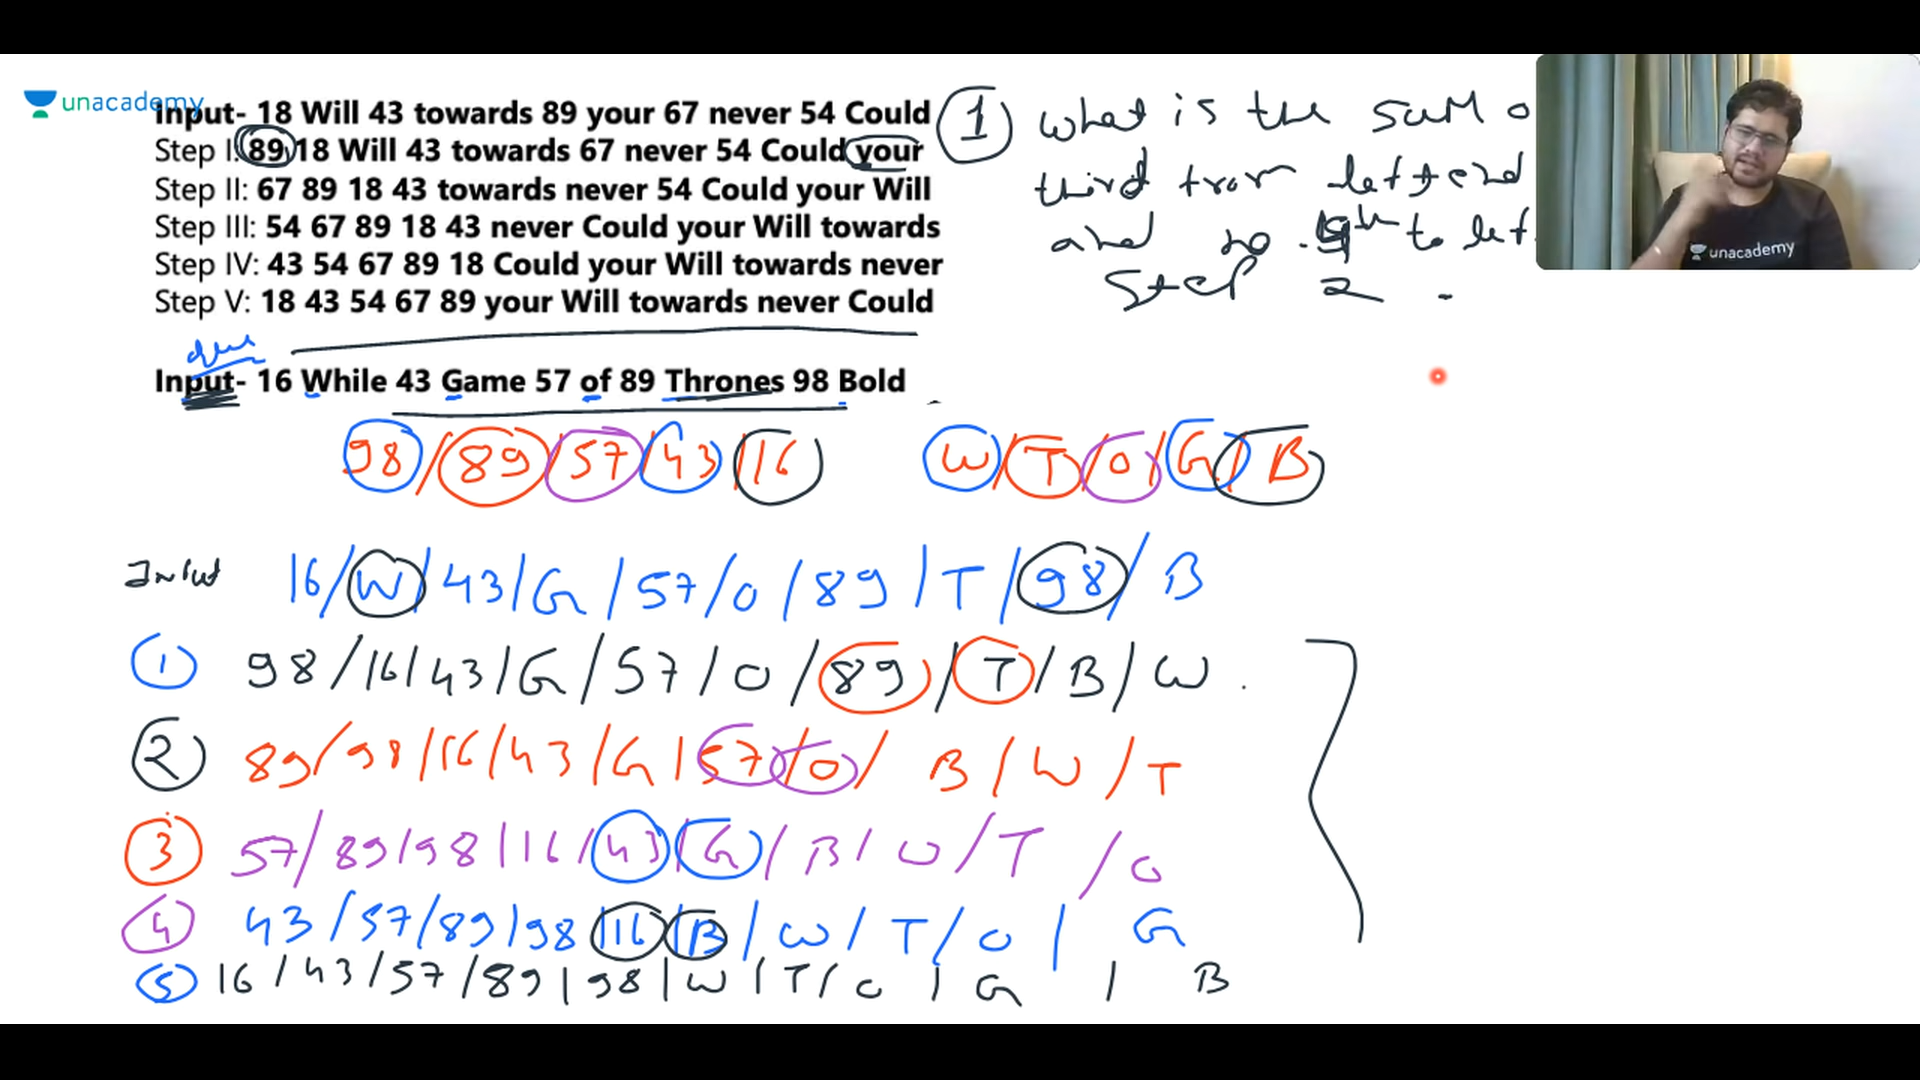 unacademy
Input- 18 Will 43 towards 89 your 67 never 54 Could
Step I: 89 18 Will 43 towards 67 never 54 Could your
Step II: 67 89 18 43 towards never 54 Could your Will
Step III: 54 67 89 18 43 never Could your Will towards
Step IV: 43 54 67 89 18 Could your Will towards never
Step V: 18 43 54 67 89 your Will towards never Could
1 What is the sum o
third from left end
and no. to left
Step 2
unacademy
que
Input- 16 While 43 Game 57 of 89 Thrones 98 Bold
98/89/57/43/16 W/T/O/G/B
Input 16/W/43/G/57/O/89/T/98/B
1 98/16/43/G/57/O/89/T/B/W
2 89/98/16/43/G/57/O/B/W/T
3 57/89/98/16/43/G/B/W/T/O
4 43/57/89/98/16/B/W/T/O/G
5 16/43/57/89/98/W/T/O/G/B